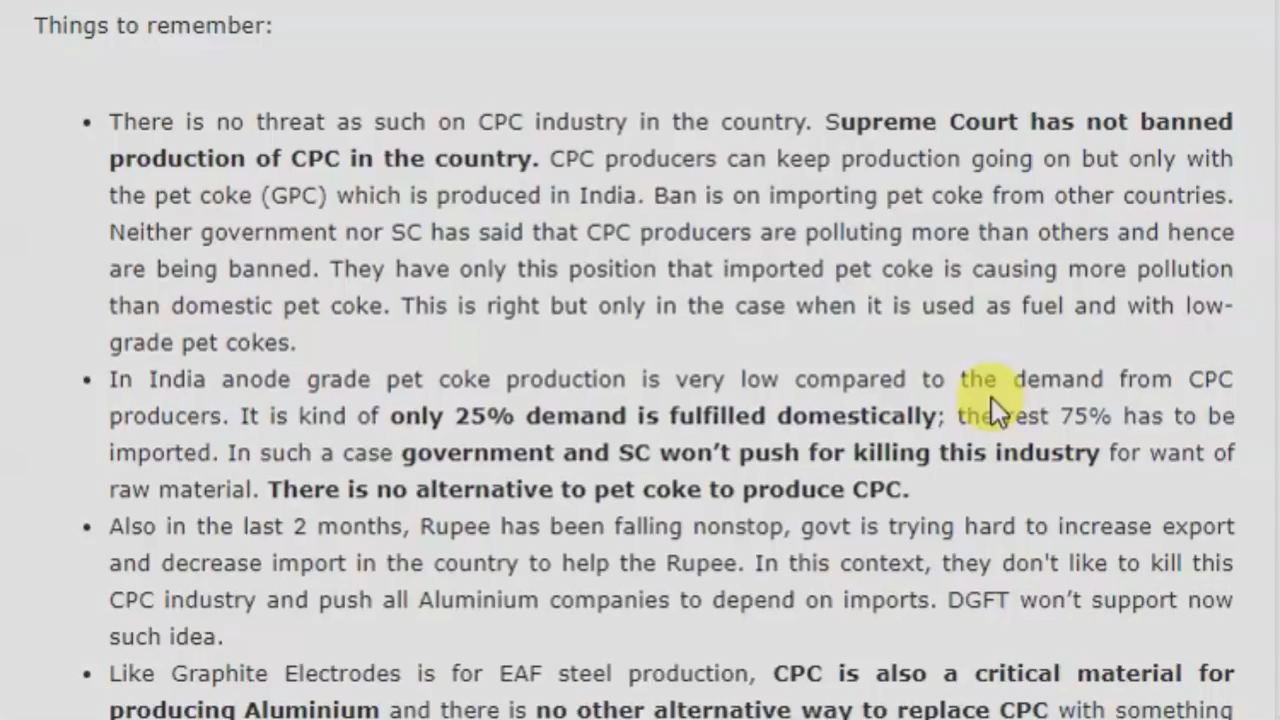 Things to remember:
• There is no threat as such on CPC industry in the country. Supreme Court has not banned
production of CPC in the country. CPC producers can keep production going on but only with
the pet coke (GPC) which is produced in India. Ban is on importing pet coke from other countries.
Neither government nor SC has said that CPC producers are polluting more than others and hence
are being banned. They have only this position that imported pet coke is causing more pollution
than domestic pet coke. This is right but only in the case when it is used as fuel and with low-
grade pet cokes.
• In India anode grade pet coke production is very low compared to the demand from CPC
producers. It is kind of only 25% demand is fulfilled domestically; the rest 75% has to be
imported. In such a case government and SC won’t push for killing this industry for want of
raw material. There is no alternative to pet coke to produce CPC.
• Also in the last 2 months, Rupee has been falling nonstop, govt is trying hard to increase export
and decrease import in the country to help the Rupee. In this context, they don't like to kill this
CPC industry and push all Aluminium companies to depend on imports. DGFT won’t support now
such idea.
• Like Graphite Electrodes is for EAF steel production, CPC is also a critical material for
producing Aluminium and there is no other alternative way to replace CPC with something